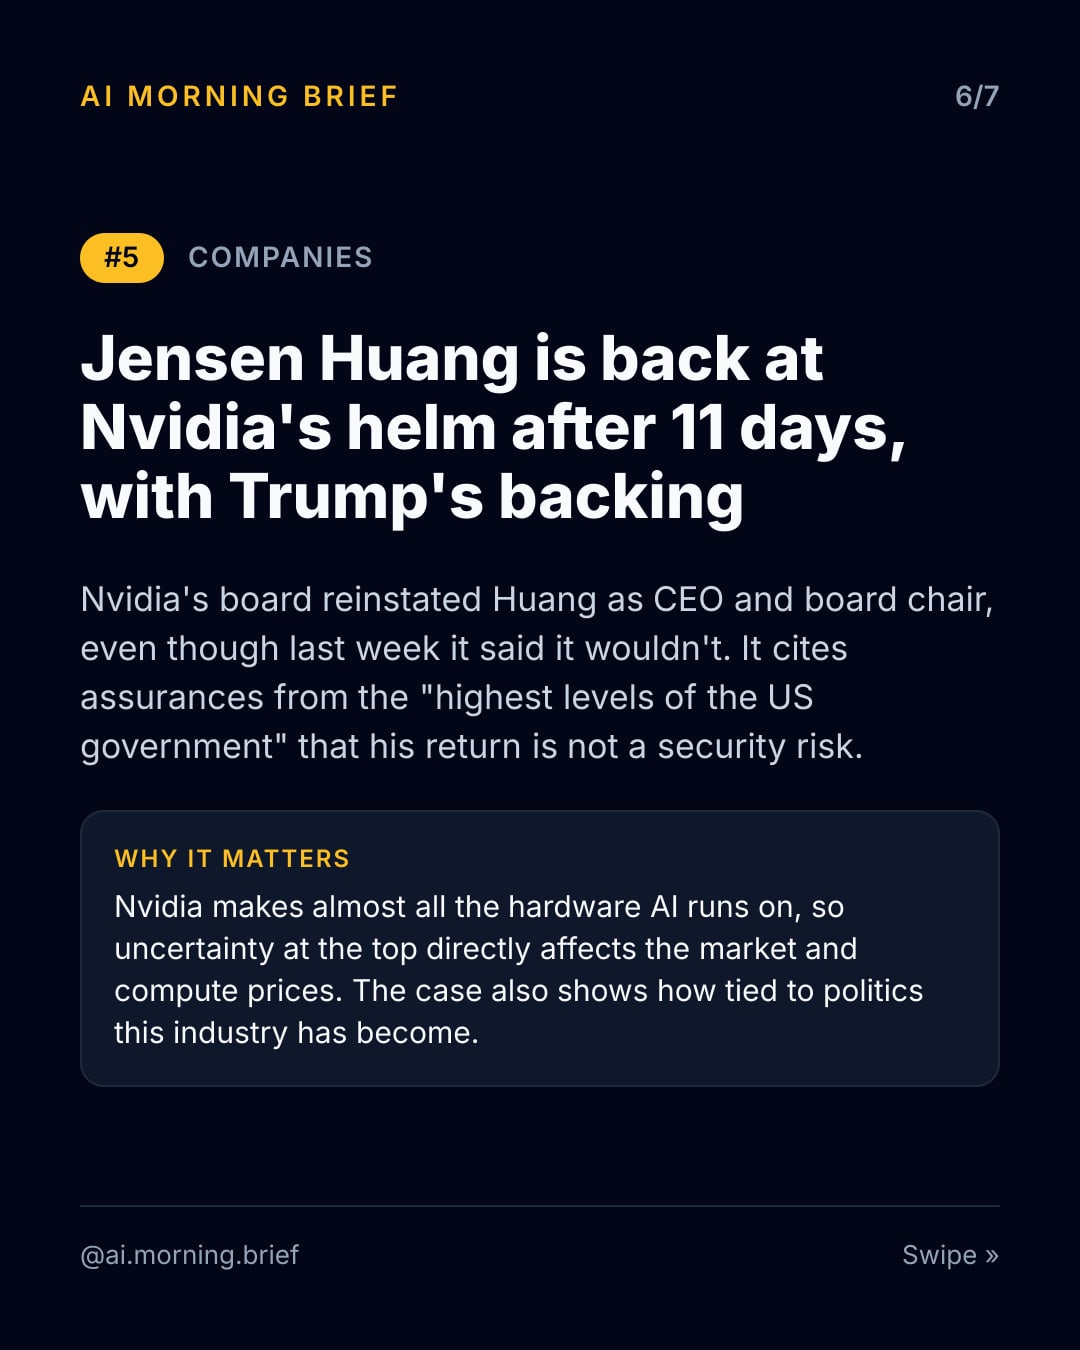 AI MORNING BRIEF
6/7
#5
COMPANIES
Jensen Huang is back at
Nvidia's helm after 11 days,
with Trump's backing
Nvidia's board reinstated Huang as CEO and board chair,
even though last week it said it wouldn't. It cites
assurances from the "highest levels of the US
government" that his return is not a security risk.
WHY IT MATTERS
Nvidia makes almost all the hardware AI runs on, so
uncertainty at the top directly affects the market and
compute prices. The case also shows how tied to politics
this industry has become.
@ai.morning.brief
Swipe »